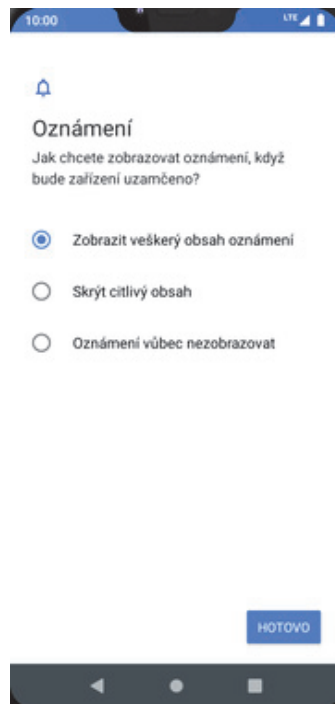 10:00
LTE
Oznámení
Jak chcete zobrazovat oznámení, když
bude zařízení uzamčeno?
Zobrazit veškerý obsah oznámení
Skrýt citlivý obsah
Oznámení vůbec nezobrazovat
HOTOVO